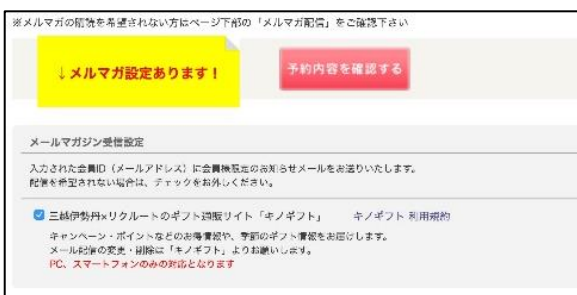 ※メルマガの購読を希望されない方はページ下部の「メルマガ配信」をご確認下さい
↓メルマガ設定あります！
予約内容を確認する
メールマガジン受信設定
入力された会員ID（メールアドレス）に会員様限定のお知らせメールをお送りいたします。
配信を希望されない場合は、チェックをお外しください。
三越伊勢丹×リクルートのギフト通販サイト「キノギフト」 キノギフト 利用規約
キャンペーン・ポイントなどのお得情報や、季節のギフト情報をお届けします。
メール配信の変更・削除は「キノギフト」よりお願いします。
PC、スマートフォンのみの対応となります